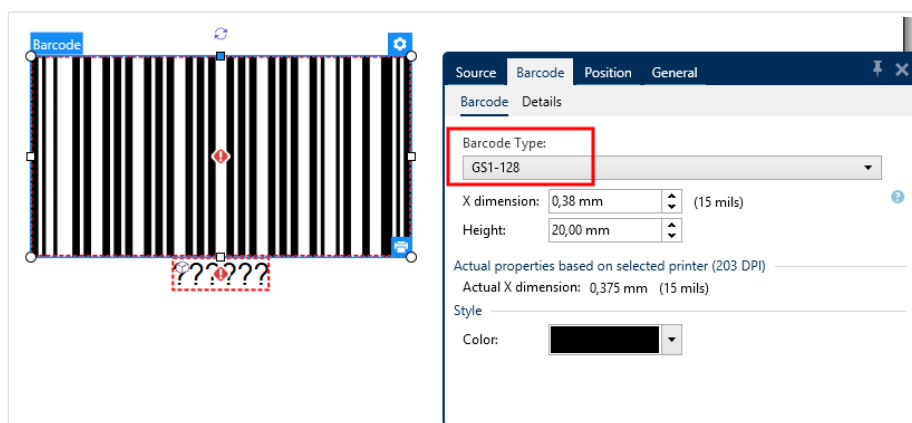 Barcode
??????
Source Barcode Position General
Barcode Details
Barcode Type:
GS1-128
X dimension: 0,38 mm (15 mils)
?
Height: 20,00 mm
Actual properties based on selected printer (203 DPI)
Actual X dimension: 0,375 mm (15 mils)
Style
Color: